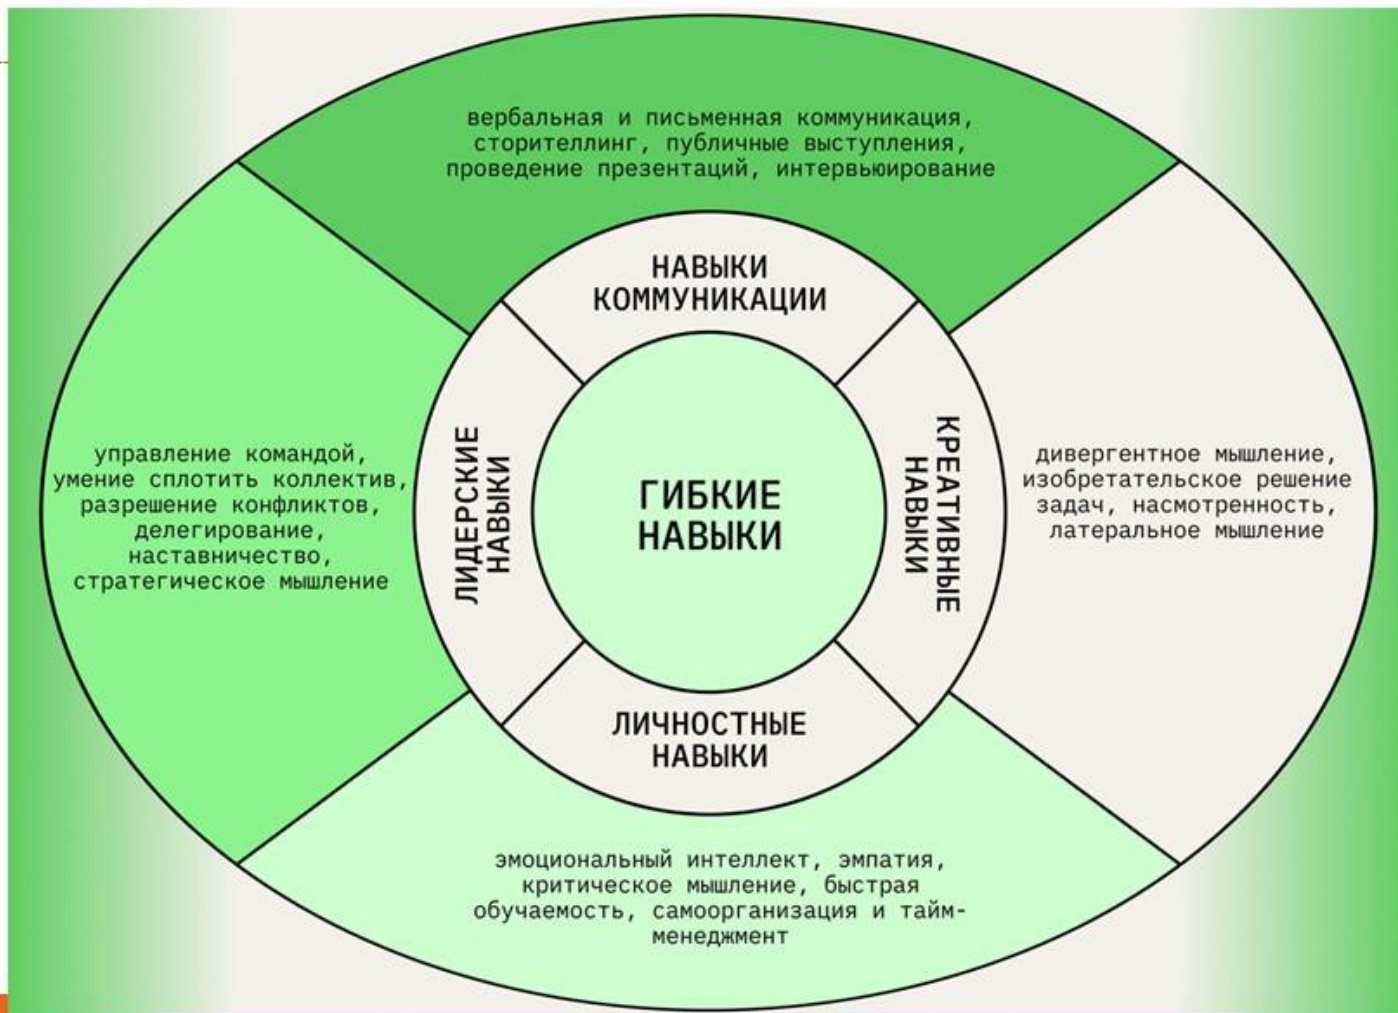 вербальная и письменная коммуникация,
сторителлинг, публичные выступления,
проведение презентаций, интервьюирование
НАВЫКИ
КОММУНИКАЦИИ
управление командой,
умение сплотить коллектив,
разрешение конфликтов,
делегирование,
наставничество,
стратегическое мышление
ЛИДЕРСКИЕ
НАВЫКИ
ГИБКИЕ
НАВЫКИ
КРЕАТИВНЫЕ
НАВЫКИ
дивергентное мышление,
изобретательское решение
задач, насмотренность,
латеральное мышление
ЛИЧНОСТНЫЕ
НАВЫКИ
эмоциональный интеллект, эмпатия,
критическое мышление, быстрая
обучаемость, самоорганизация и тайм-
менеджмент